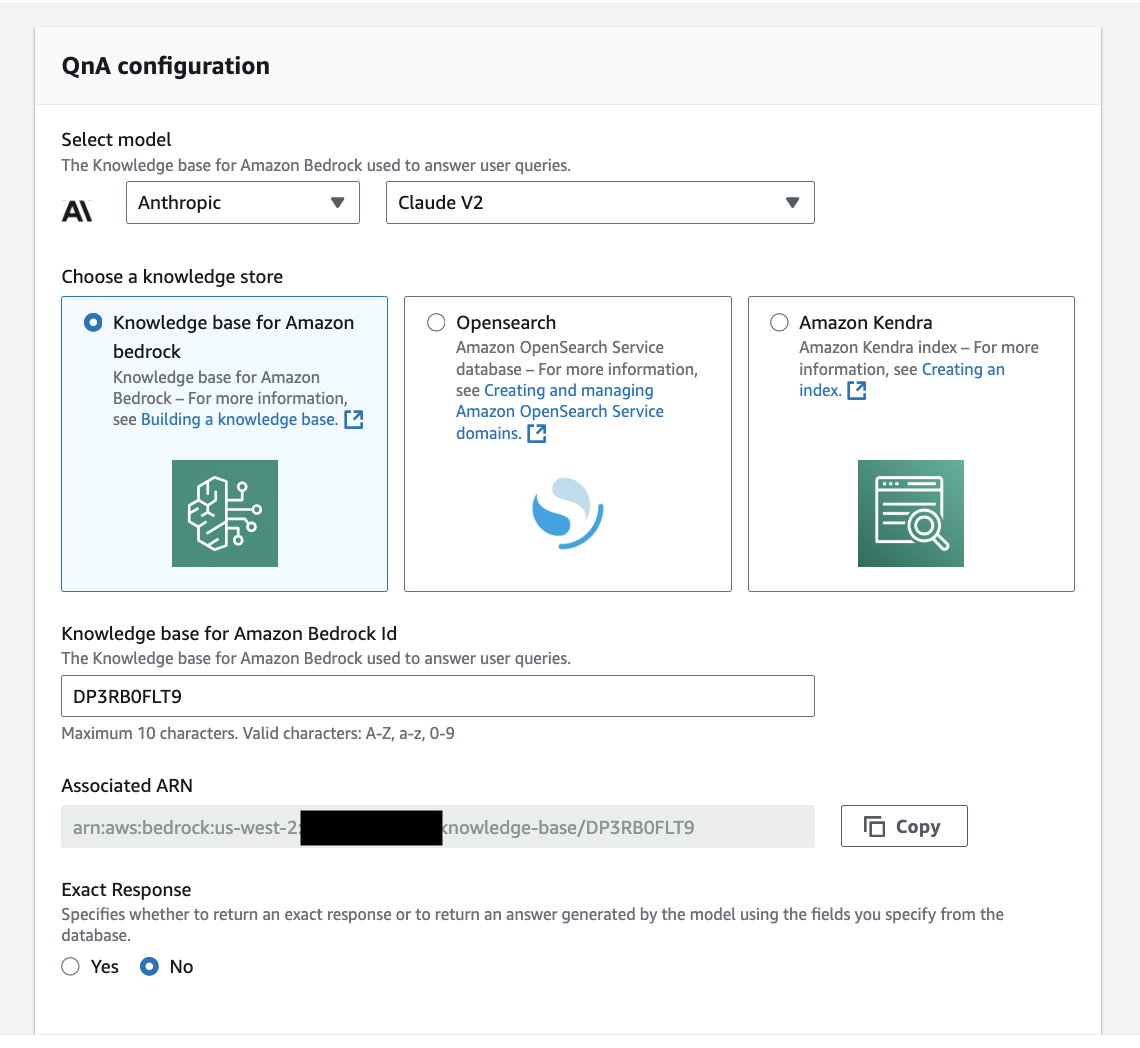 QnA configuration
Select model
The Knowledge base for Amazon Bedrock used to answer user queries.
Anthropic
Claude V2
Choose a knowledge store
Knowledge base for Amazon
bedrock
Knowledge base for Amazon
Bedrock – For more information,
see Building a knowledge base.
Opensearch
Amazon OpenSearch Service
database – For more information,
see Creating and managing
Amazon OpenSearch Service
domains.
Amazon Kendra
Amazon Kendra index – For more
information, see Creating an
index.
Knowledge base for Amazon Bedrock Id
The Knowledge base for Amazon Bedrock used to answer user queries.
DP3RB0FLT9
Maximum 10 characters. Valid characters: A-Z, a-z, 0-9
Associated ARN
arn:aws:bedrock:us-west-2: knowledge-base/DP3RB0FLT9
Copy
Exact Response
Specifies whether to return an exact response or to return an answer generated by the model using the fields you specify from the
database.
Yes
No